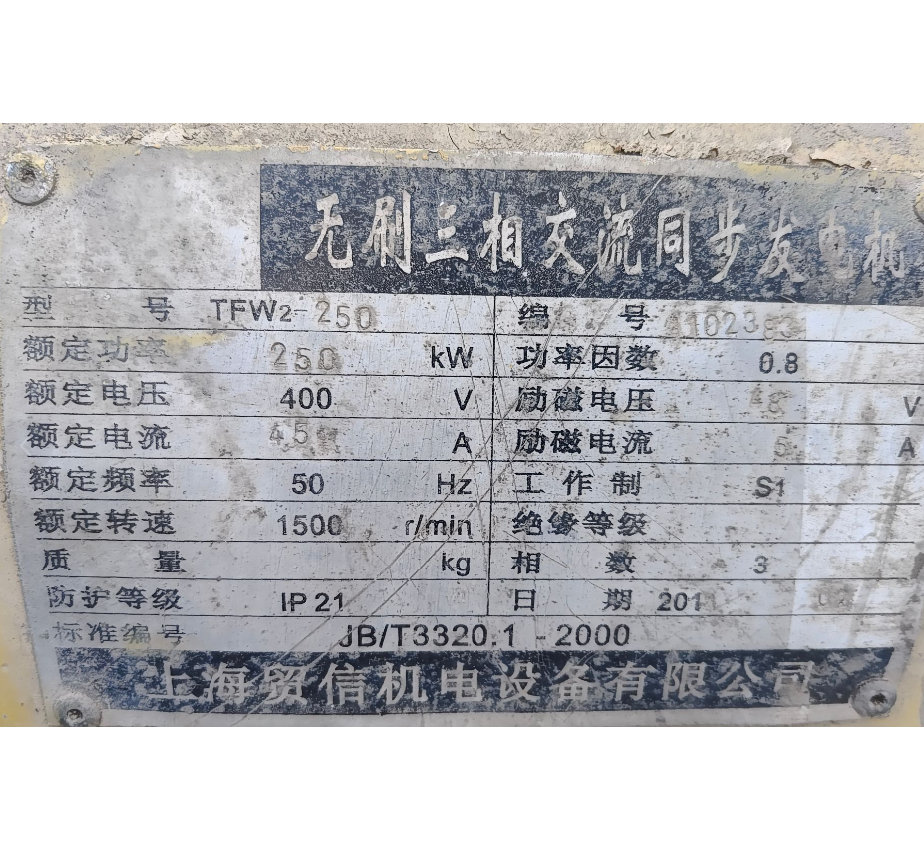 无刷三相交流同步发电机
型 号 TFW2-250 编 号
额定功率 250 kW 功率因数 0.8
额定电压 400 V 励磁电压 V
额定电流 A 励磁电流 A
额定频率 50 Hz 工作制 S1
额定转速 1500 r/min 绝缘等级
质 量 kg 相 数 3
防护等级 IP 21 日 期
标准编号 JB/T3320.1-2000
上海贸信机电设备有限公司